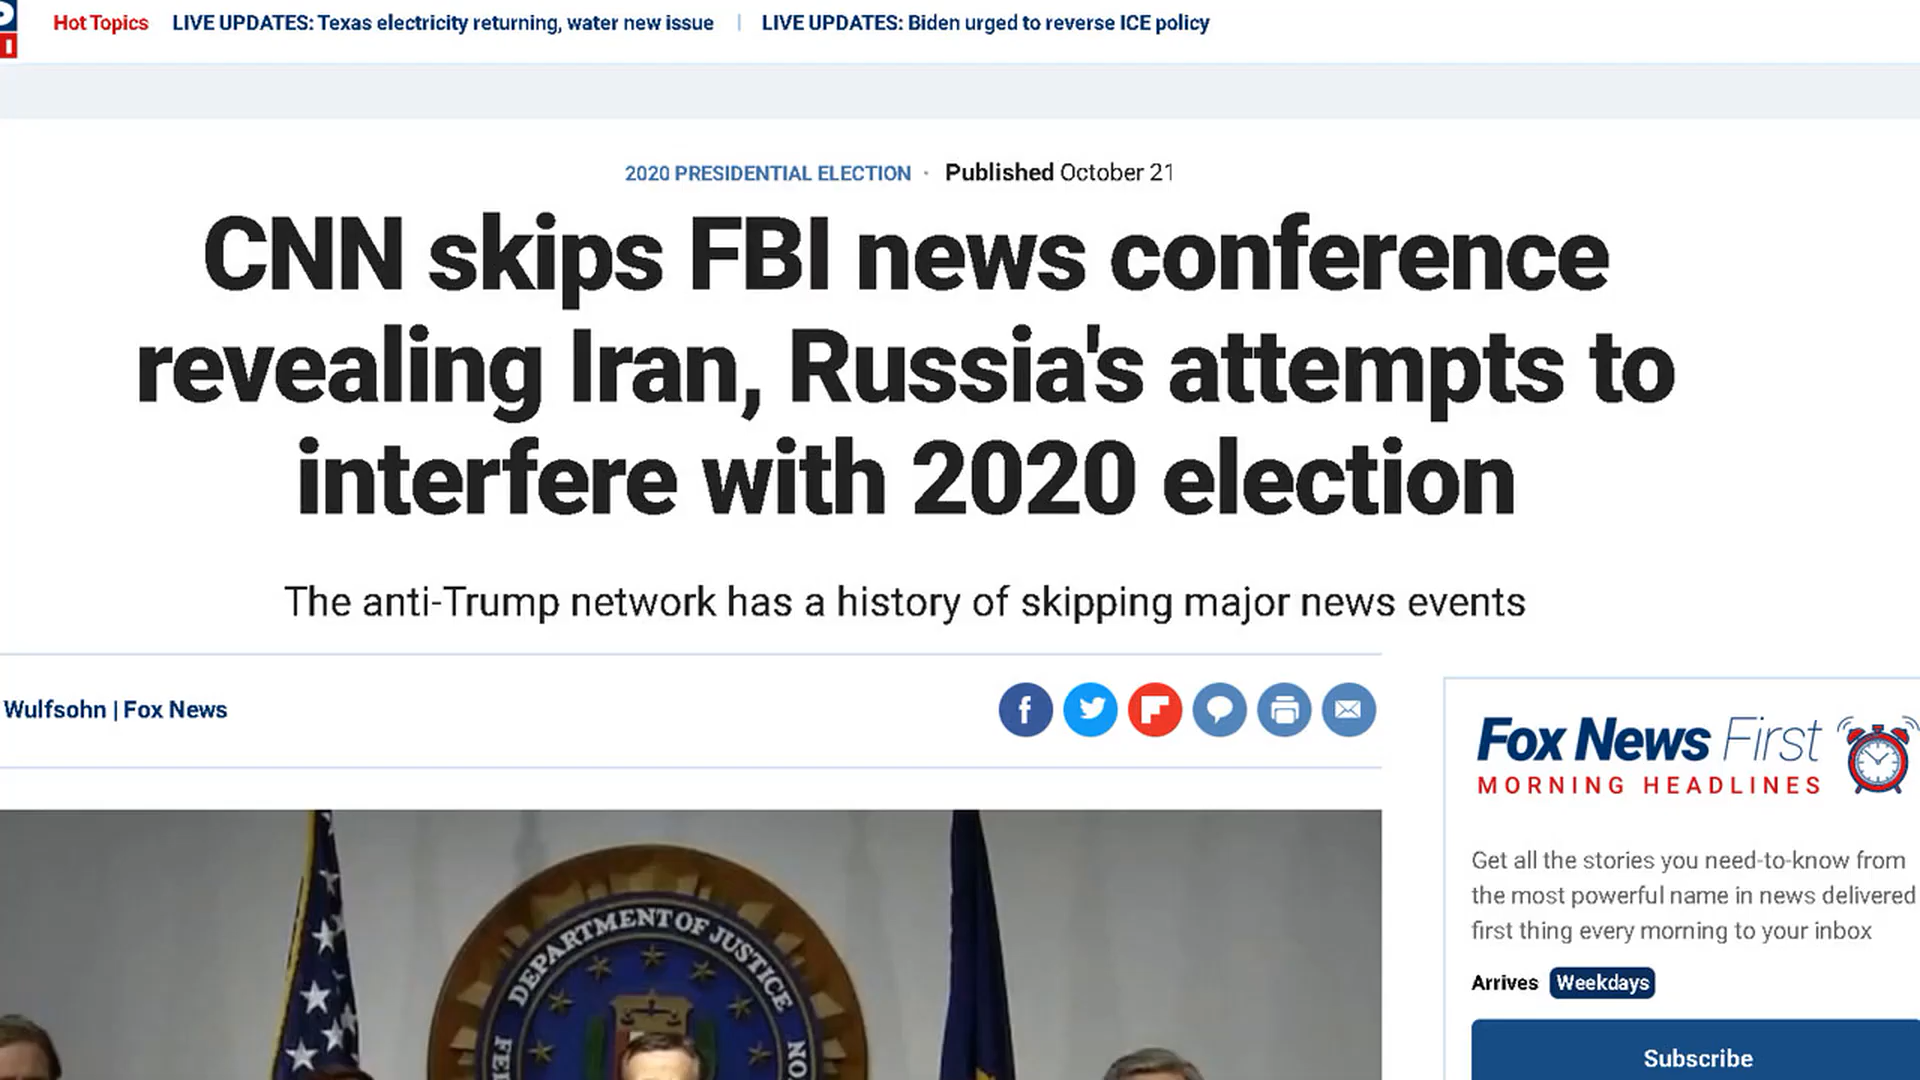 Hot Topics LIVE UPDATES: Texas electricity returning, water new issue LIVE UPDATES: Biden urged to reverse ICE policy
2020 PRESIDENTIAL ELECTION · Published October 21
CNN skips FBI news conference
revealing Iran, Russia's attempts to
interfere with 2020 election
The anti-Trump network has a history of skipping major news events
Wulfsohn | Fox News
Fox News First
MORNING HEADLINES
Get all the stories you need-to-know from
the most powerful name in news delivered
first thing every morning to your inbox
Arrives Weekdays
Subscribe
DEPARTMENT OF JUSTICE